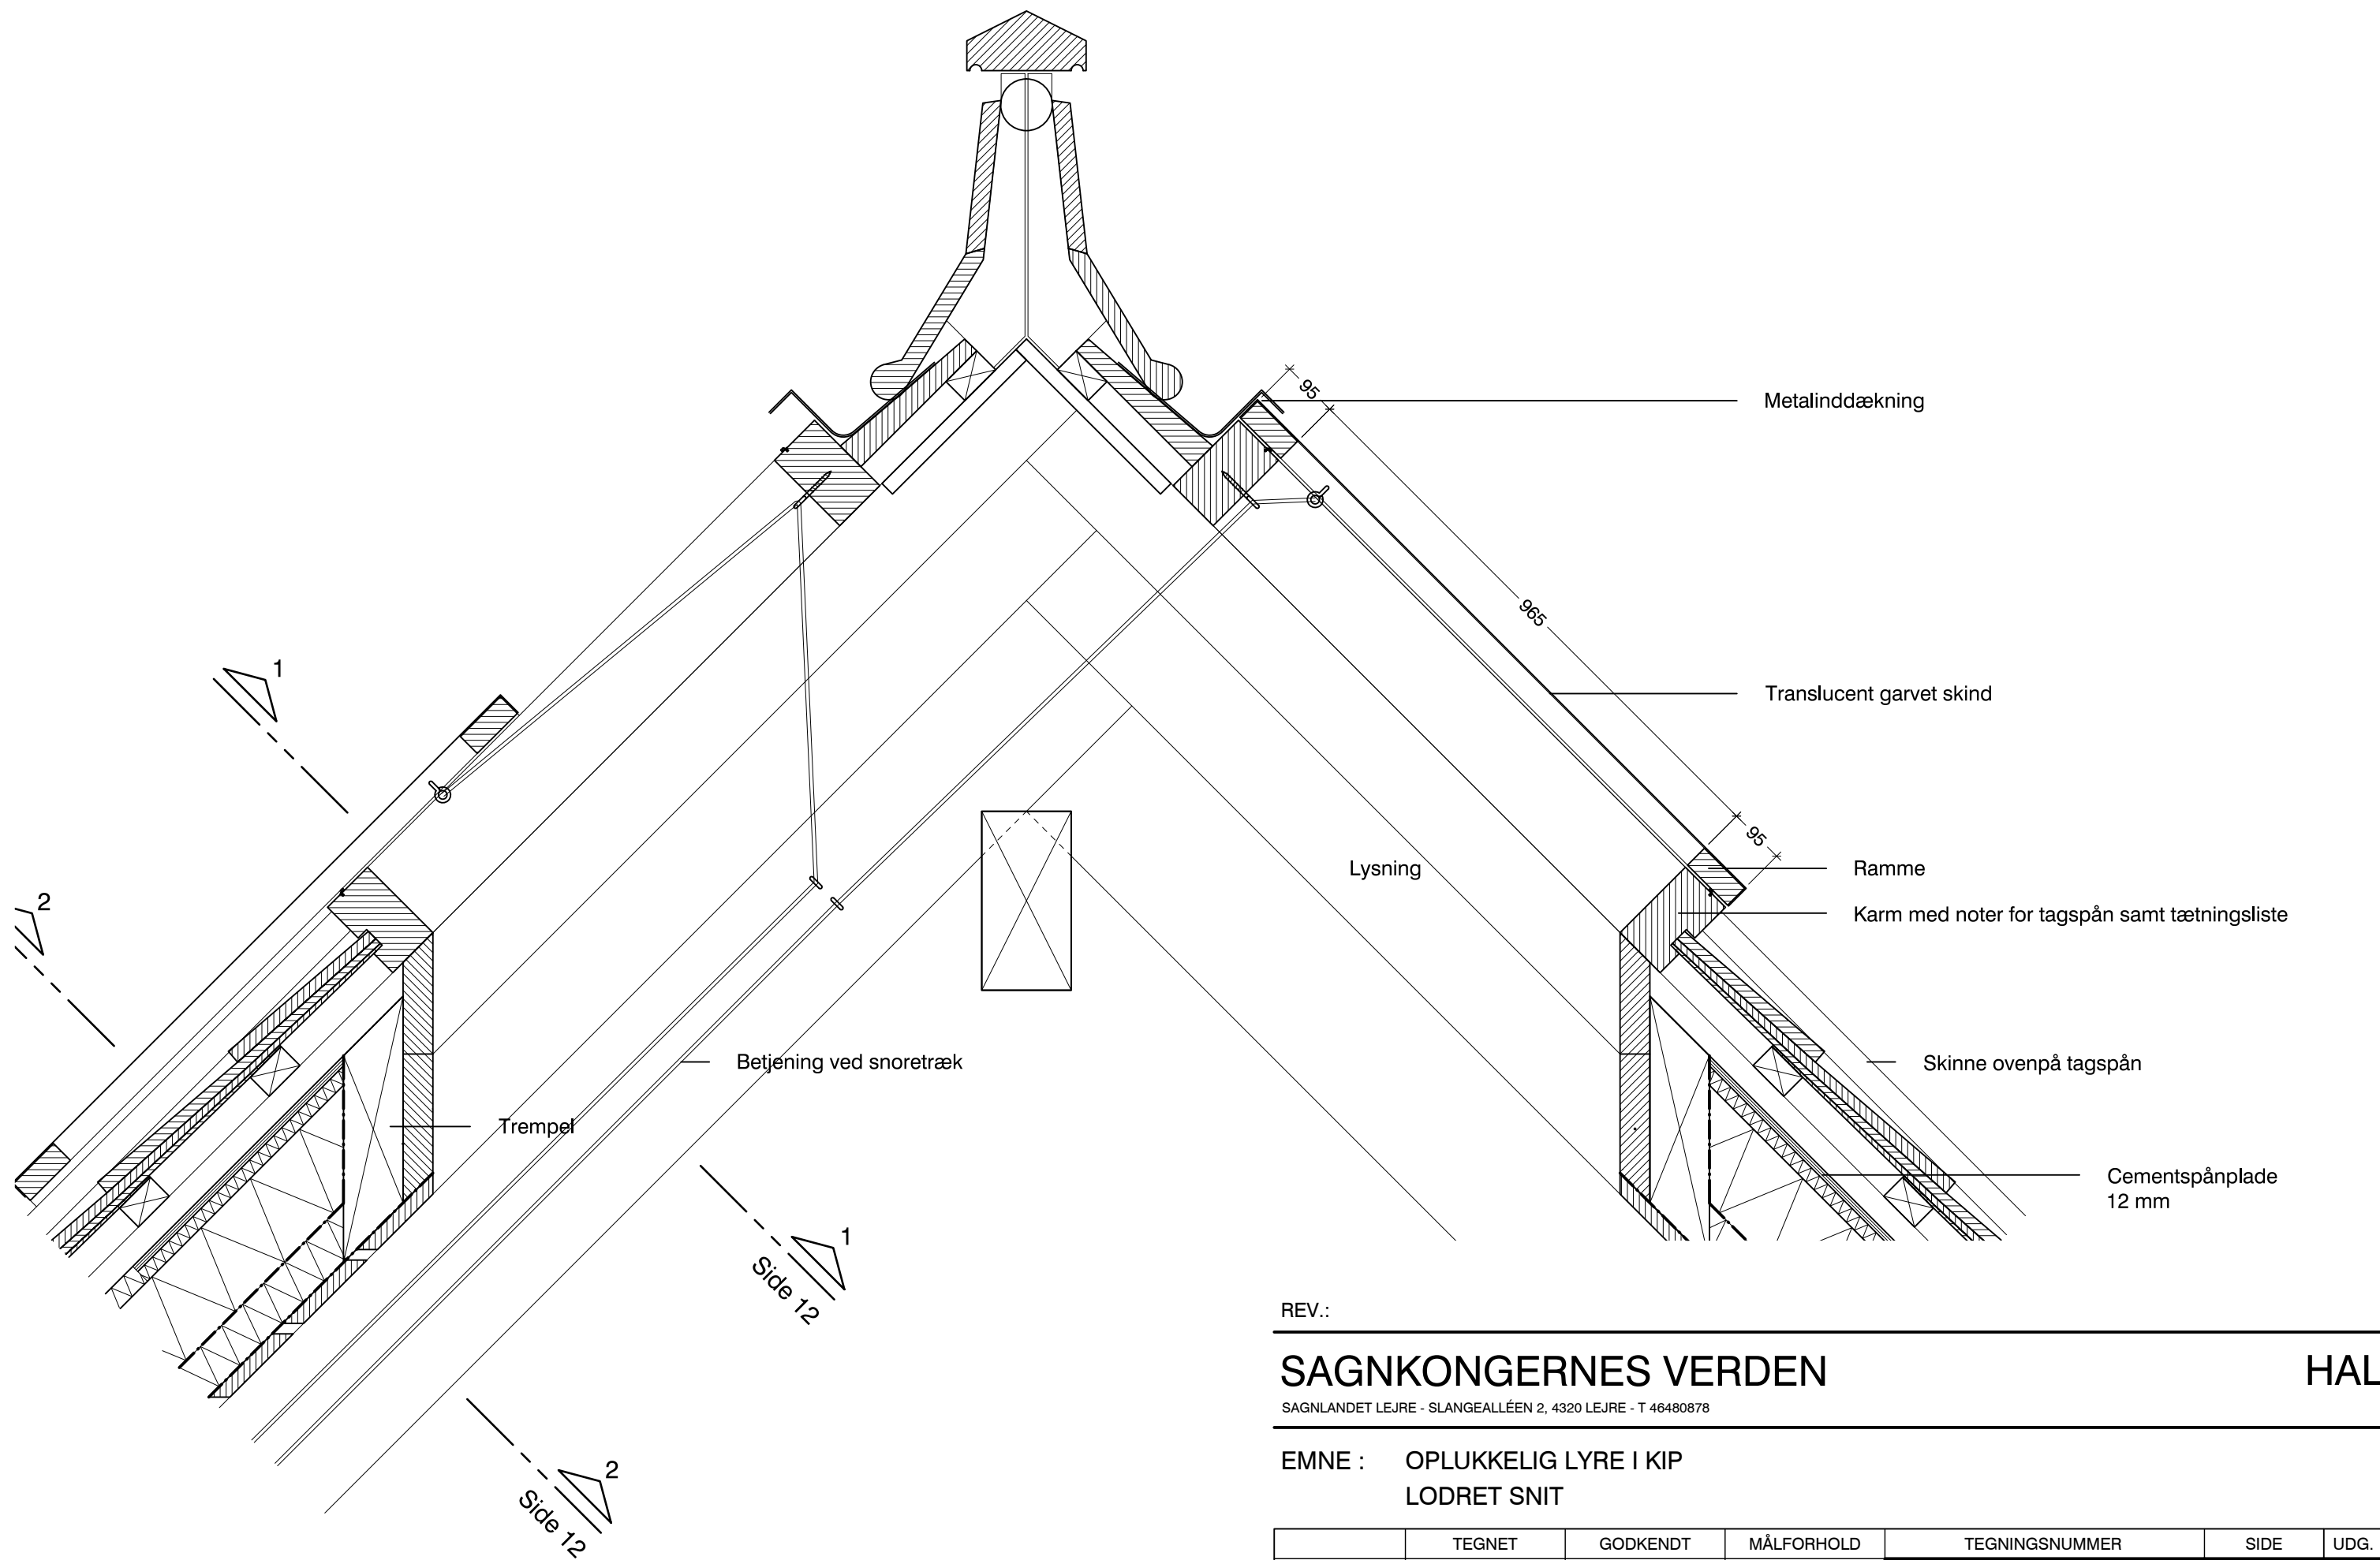 95
Metalinddækning
965
1
Translucent garvet skind
95
Lysning
Ramme
2
Karm med noter for tagspån samt tætningsliste
Betjening ved snoretræk
Skinne ovenpå tagspån
Trempel
Cementspånplade
12 mm
1
Side 12
2
Side 12
REV.:
SAGNKONGERNES VERDEN
HAL
SAGNLANDET LEJRE - SLANGEALLÉEN 2, 4320 LEJRE - T 46480878
EMNE : OPLUKKELIG LYRE I KIP
LODRET SNIT
TEGNET GODKENDT MÅLFORHOLD TEGNINGSNUMMER SIDE UDG.